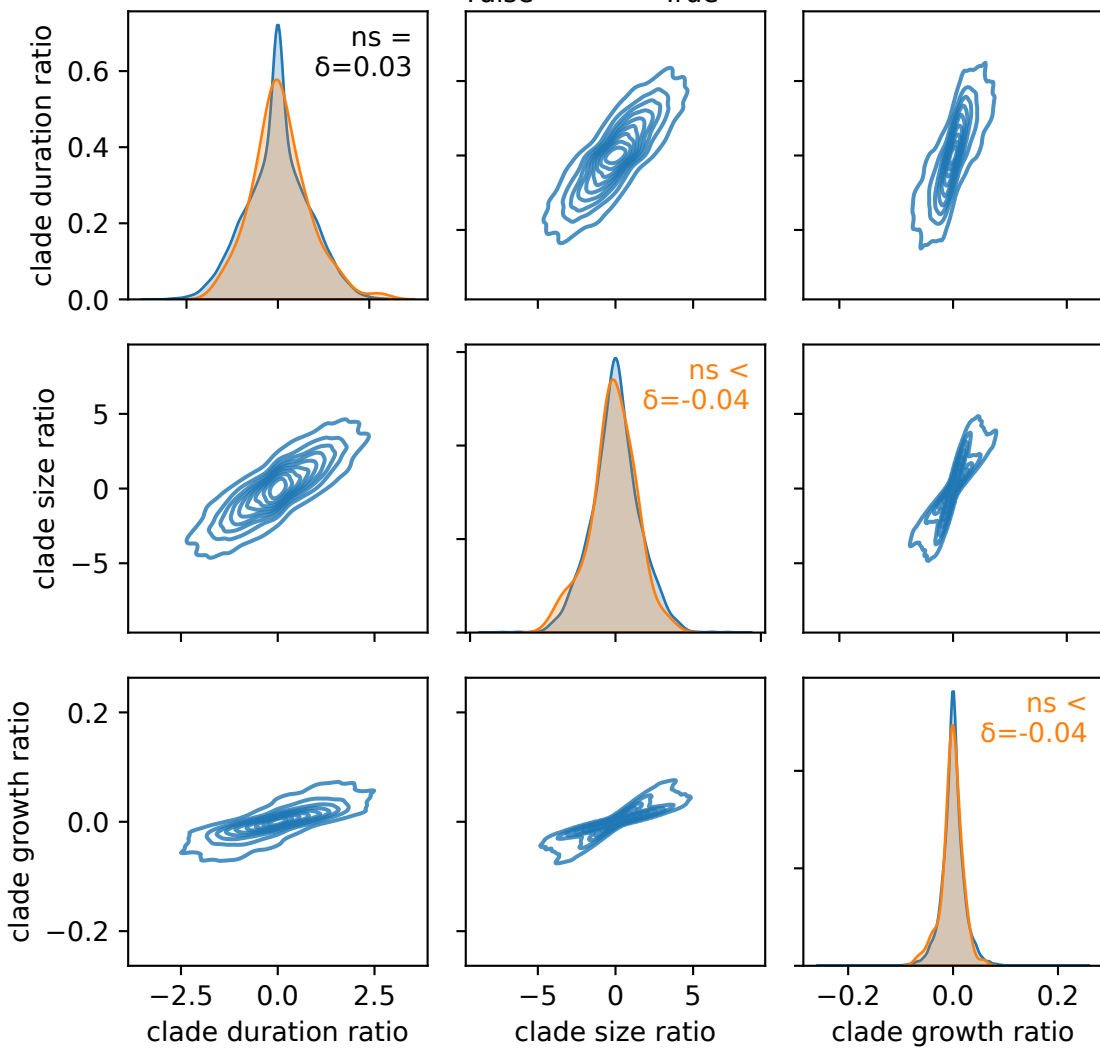 ns =
δ=0.03
clade duration ratio
0.6
0.4
0.2
0.0
ns <
δ=-0.04
clade size ratio
5
0
−5
ns <
δ=-0.04
clade growth ratio
0.2
0.0
−0.2
−2.5 0.0 2.5
−5 0 5
−0.2 0.0 0.2
clade duration ratio
clade size ratio
clade growth ratio